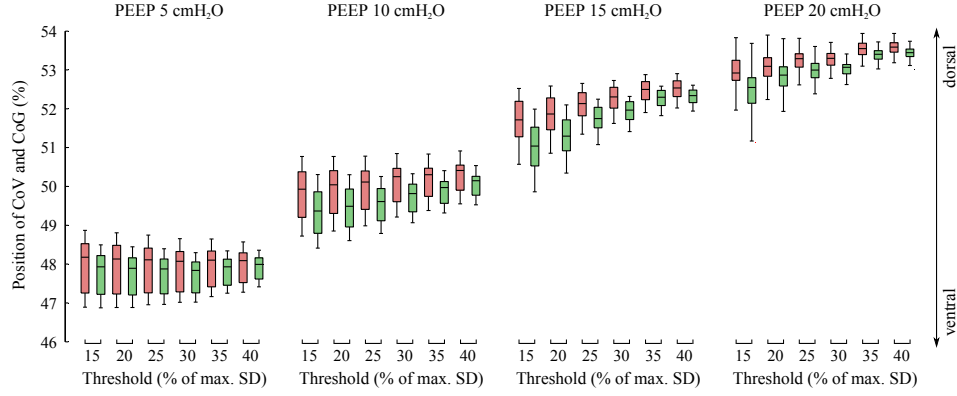 PEEP 5 cmH₂O PEEP 10 cmH₂O PEEP 15 cmH₂O PEEP 20 cmH₂O
Position of CoV and CoG (%)
54
53
52
51
50
49
48
47
46
dorsal
ventral
15 20 25 30 35 40 15 20 25 30 35 40 15 20 25 30 35 40 15 20 25 30 35 40
Threshold (% of max. SD) Threshold (% of max. SD) Threshold (% of max. SD) Threshold (% of max. SD)